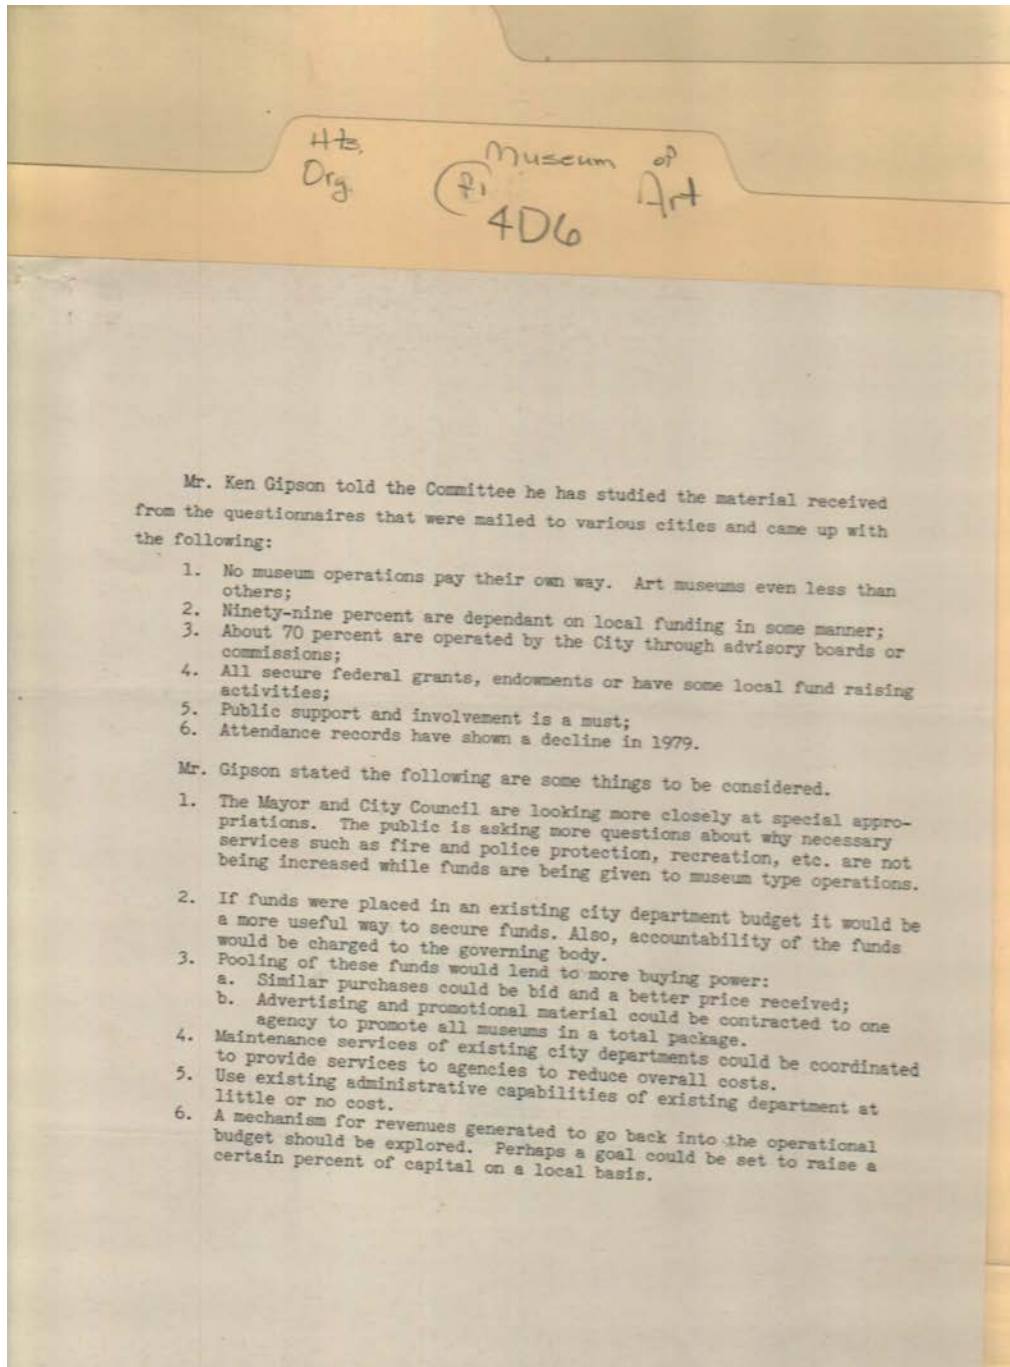 Hts. Museum of
Org. Art
4D6
Mr. Ken Gipson told the Committee he has studied the material received
from the questionnaires that were mailed to various cities and came up with
the following:
1. No museum operations pay their own way. Art museums even less than
others;
2. Ninety-nine percent are dependant on local funding in some manner;
3. About 70 percent are operated by the City through advisory boards or
commissions;
4. All secure federal grants, endowments or have some local fund raising
activities;
5. Public support and involvement is a must;
6. Attendance records have shown a decline in 1979.
Mr. Gipson stated the following are some things to be considered.
1. The Mayor and City Council are looking more closely at special appro-
priations. The public is asking more questions about why necessary
services such as fire and police protection, recreation, etc. are not
being increased while funds are being given to museum type operations.
2. If funds were placed in an existing city department budget it would be
a more useful way to secure funds. Also, accountability of the funds
would be charged to the governing body.
3. Pooling of these funds would lend to more buying power:
a. Similar purchases could be bid and a better price received;
b. Advertising and promotional material could be contracted to one
agency to promote all museums in a total package.
4. Maintenance services of existing city departments could be coordinated
to provide services to agencies to reduce overall costs.
5. Use existing administrative capabilities of existing department at
little or no cost.
6. A mechanism for revenues generated to go back into the operational
budget should be explored. Perhaps a goal could be set to raise a
certain percent of capital on a local basis.